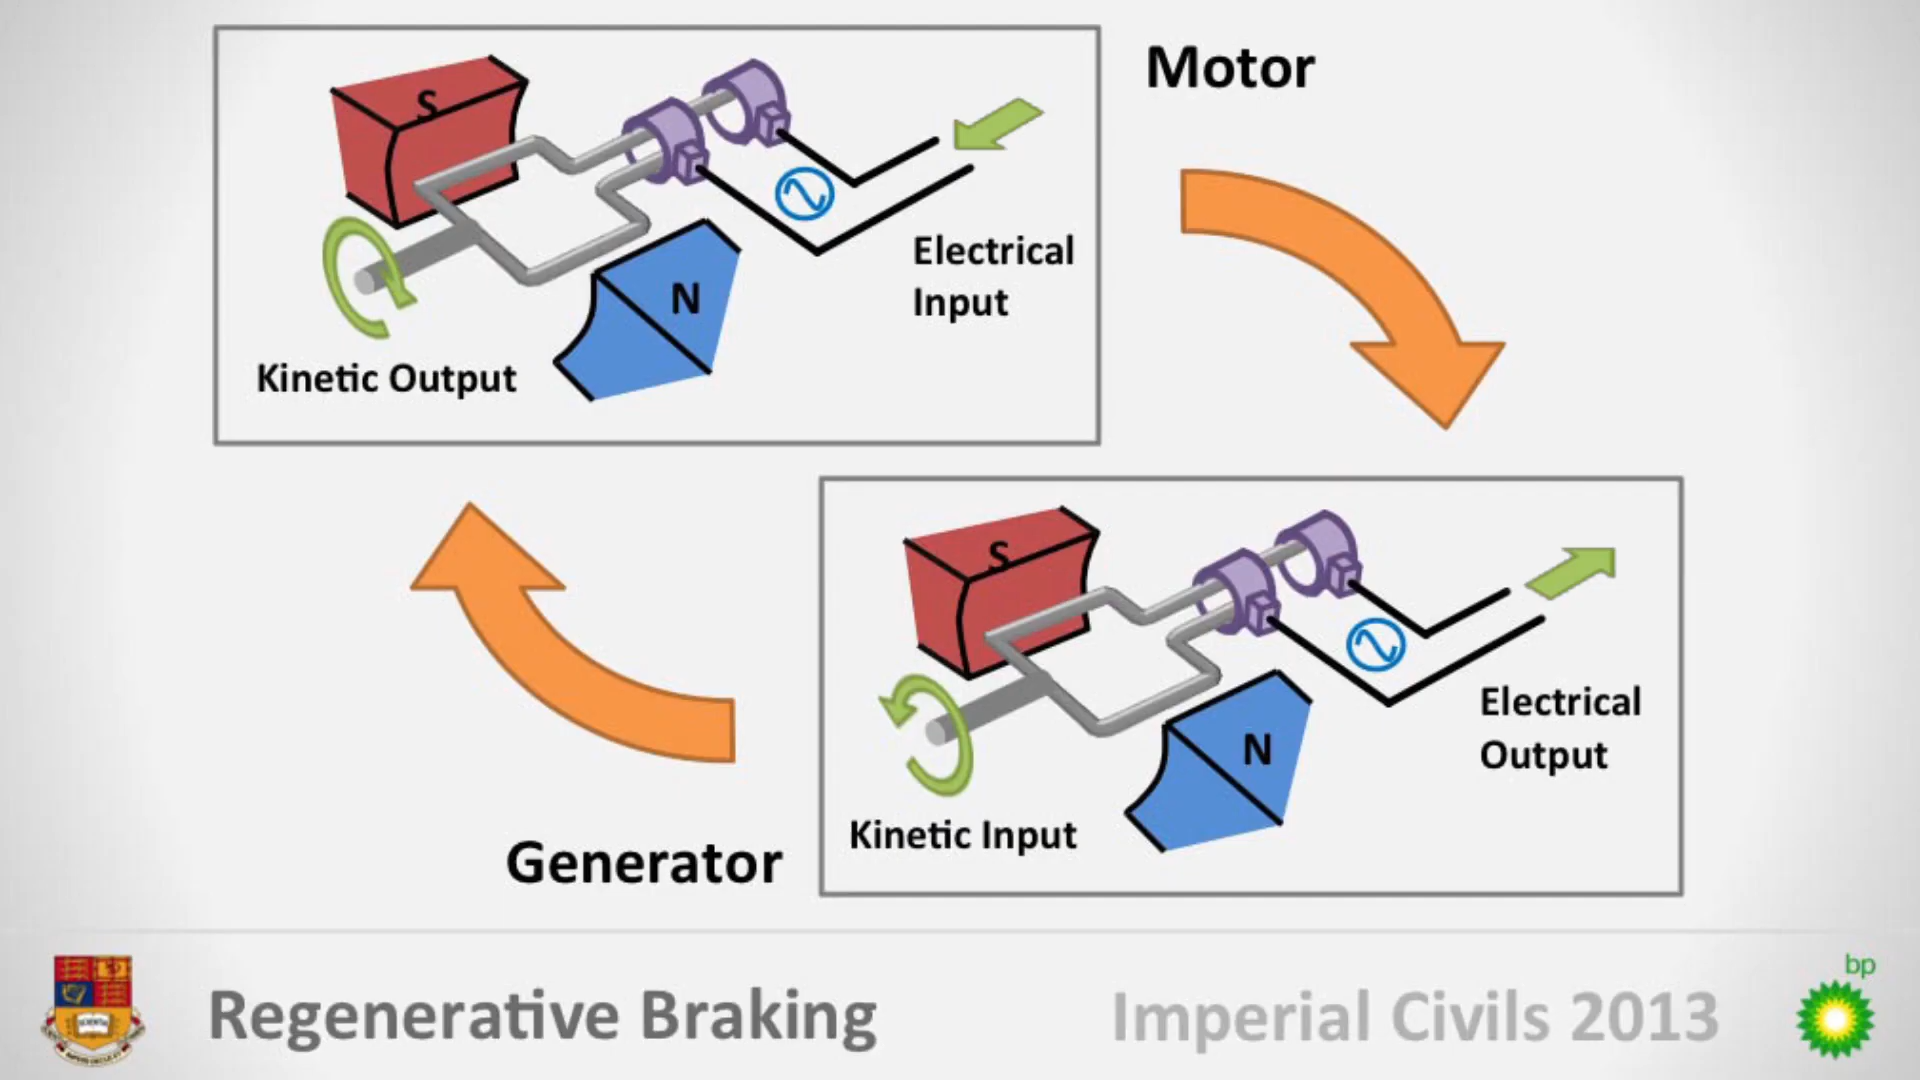 Motor
S
N
Electrical
Input
Kinetic Output
S
N
Electrical
Output
Kinetic Input
Generator
Regenerative Braking
Imperial Civils 2013
bp